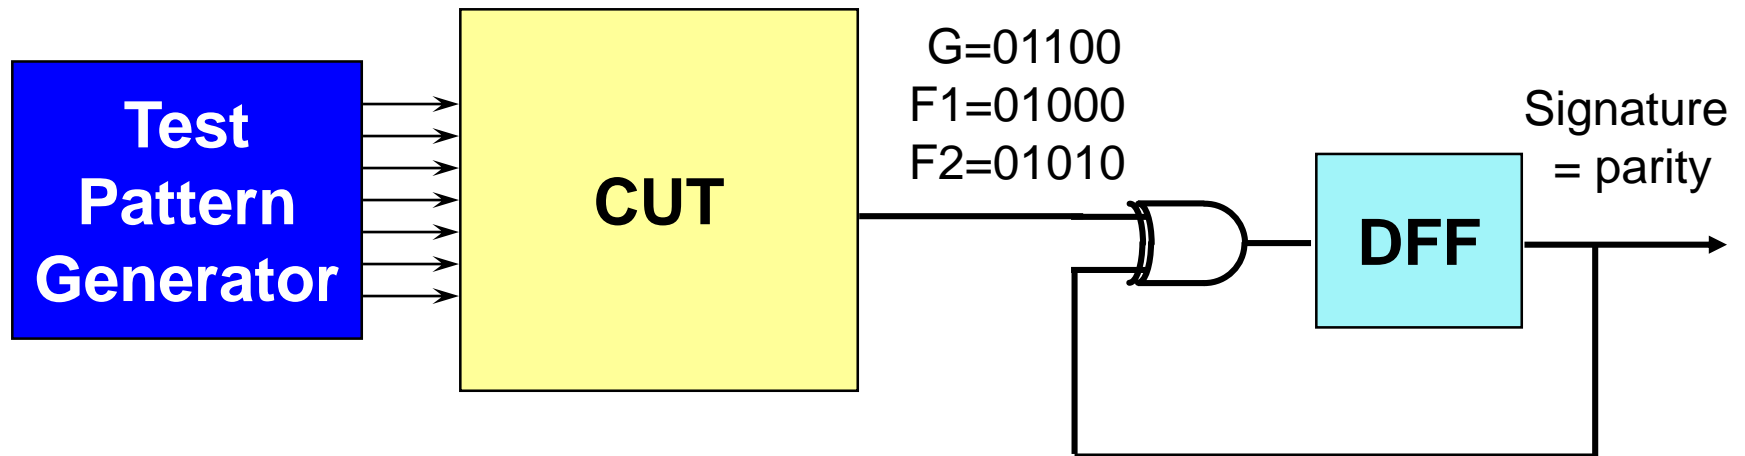 Test
Pattern
Generator
CUT
G=01100
F1=01000
F2=01010
DFF
Signature
= parity